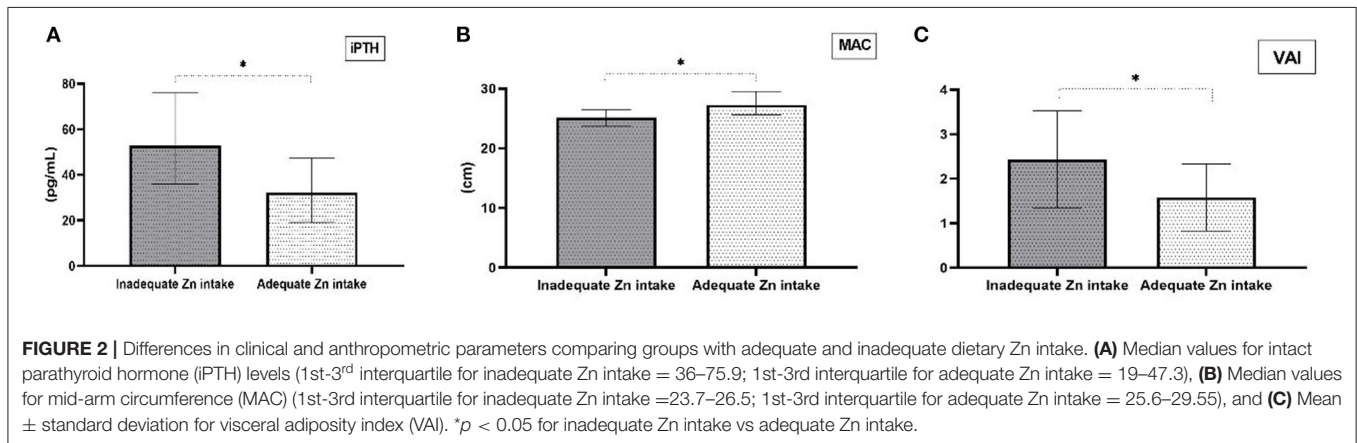 A
iPTH
*
80
60
40
20
0
(pg/mL)
Inadequate Zn intake
Adequate Zn intake
B
MAC
*
30
20
10
0
(cm)
Inadequate Zn intake
Adequate Zn intake
C
VAI
*
4
3
2
1
0
Inadequate Zn intake
Adequate Zn intake
FIGURE 2 | Differences in clinical and anthropometric parameters comparing groups with adequate and inadequate dietary Zn intake. (A) Median values for intact
parathyroid hormone (iPTH) levels (1st-3rd interquartile for inadequate Zn intake = 36–75.9; 1st-3rd interquartile for adequate Zn intake = 19–47.3), (B) Median values
for mid-arm circumference (MAC) (1st-3rd interquartile for inadequate Zn intake =23.7–26.5; 1st-3rd interquartile for adequate Zn intake = 25.6–29.55), and (C) Mean
± standard deviation for visceral adiposity index (VAI). *p < 0.05 for inadequate Zn intake vs adequate Zn intake.